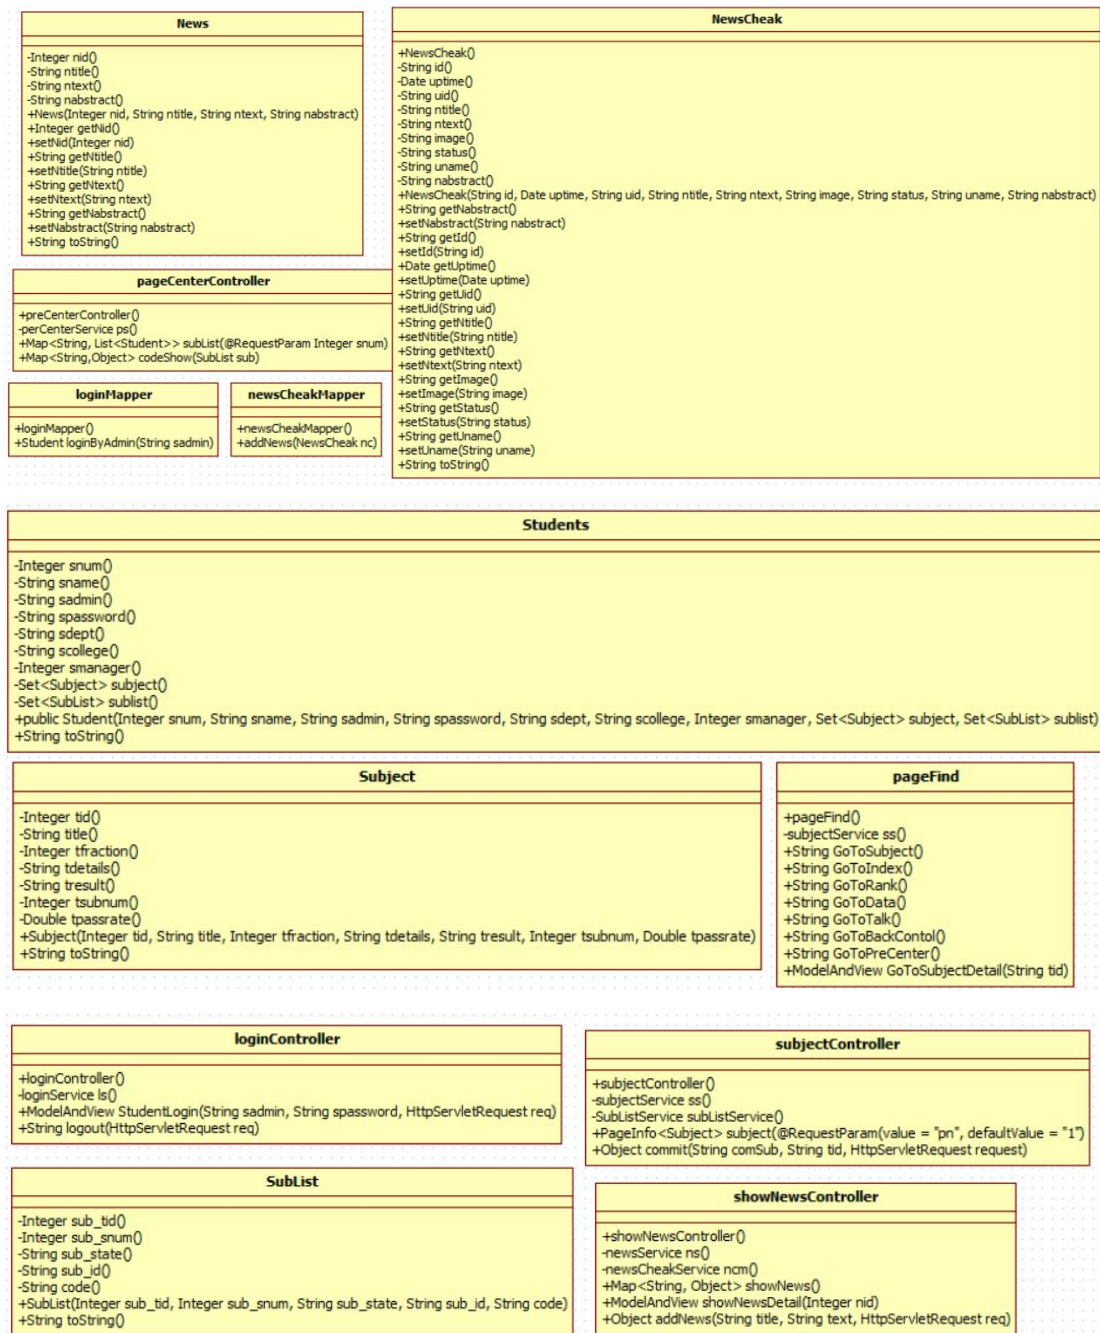 News
-Integer nid()
-String ntitle()
-String ntext()
-String nabstract()
+News(Integer nid, String ntitle, String ntext, String nabstract)
+Integer getNid()
+setNid(Integer nid)
+String getNtitle()
+setNtitle(String ntitle)
+String getNtext()
+setNtext(String ntext)
+String getNabstract()
+setNabstract(String nabstract)
+String toString()
NewsCheak
+NewsCheak()
-String id()
-Date uptime()
-String uid()
-String ntitle()
-String ntext()
-String image()
-String status()
-String uname()
-String nabstract()
+NewsCheak(String id, Date uptime, String uid, String ntitle, String ntext, String image, String status, String uname, String nabstract)
+String getNabstract()
+setNabstract(String nabstract)
+String getId()
+setId(String id)
+Date getUptime()
+setUptime(Date uptime)
+String getUid()
+setUid(String uid)
+String getNtitle()
+setNtitle(String ntitle)
+String getNtext()
+setNtext(String ntext)
+String getImage()
+setImage(String image)
+String getStatus()
+setStatus(String status)
+String getUname()
+setUname(String uname)
+String toString()
pageCenterController
+preCenterController()
-perCenterService ps()
+Map<String, List<Student>> subList(@RequestParam Integer snum)
+Map<String,Object> codeShow(SubList sub)
loginMapper
+loginMapper()
+Student loginByAdmin(String sadmin)
newsCheakMapper
+newsCheakMapper()
+addNews(NewsCheak nc)
Students
-Integer snum()
-String sname()
-String sadmin()
-String spassword()
-String sdept()
-String scollege()
-Integer smanager()
-Set<Subject> subject()
-Set<SubList> sublist()
+public Student(Integer snum, String sname, String sadmin, String spassword, String sdept, String scollege, Integer smanager, Set<Subject> subject, Set<SubList> sublist)
+String toString()
Subject
-Integer tid()
-String title()
-Integer tfraction()
-String tdetails()
-String tresult()
-Integer tsubnum()
-Double tpassrate()
+Subject(Integer tid, String title, Integer tfraction, String tdetails, String tresult, Integer tsubnum, Double tpassrate)
+String toString()
pageFind
+pageFind()
-subjectService ss()
+String GoToSubject()
+String GoToIndex()
+String GoToRank()
+String GoToData()
+String GoToTalk()
+String GoToBackContol()
+String GoToPreCenter()
+ModelAndView GoToSubjectDetail(String tid)
loginController
+loginController()
-loginService ls()
+ModelAndView StudentLogin(String sadmin, String spassword, HttpServletRequest req)
+String logout(HttpServletRequest req)
subjectController
+subjectController()
-subjectService ss()
-SubListService subListService()
+PageInfo<Subject> subject(@RequestParam(value = "pn", defaultValue = "1")
+Object commit(String comSub, String tid, HttpServletRequest request)
SubList
-Integer sub_tid()
-Integer sub_snum()
-String sub_state()
-String sub_id()
-String code()
+SubList(Integer sub_tid, Integer sub_snum, String sub_state, String sub_id, String code)
+String toString()
showNewsController
+showNewsController()
-newsService ns()
-newsCheakService ncm()
+Map<String, Object> showNews()
+ModelAndView showNewsDetail(Integer nid)
+Object addNews(String title, String text, HttpServletRequest req)